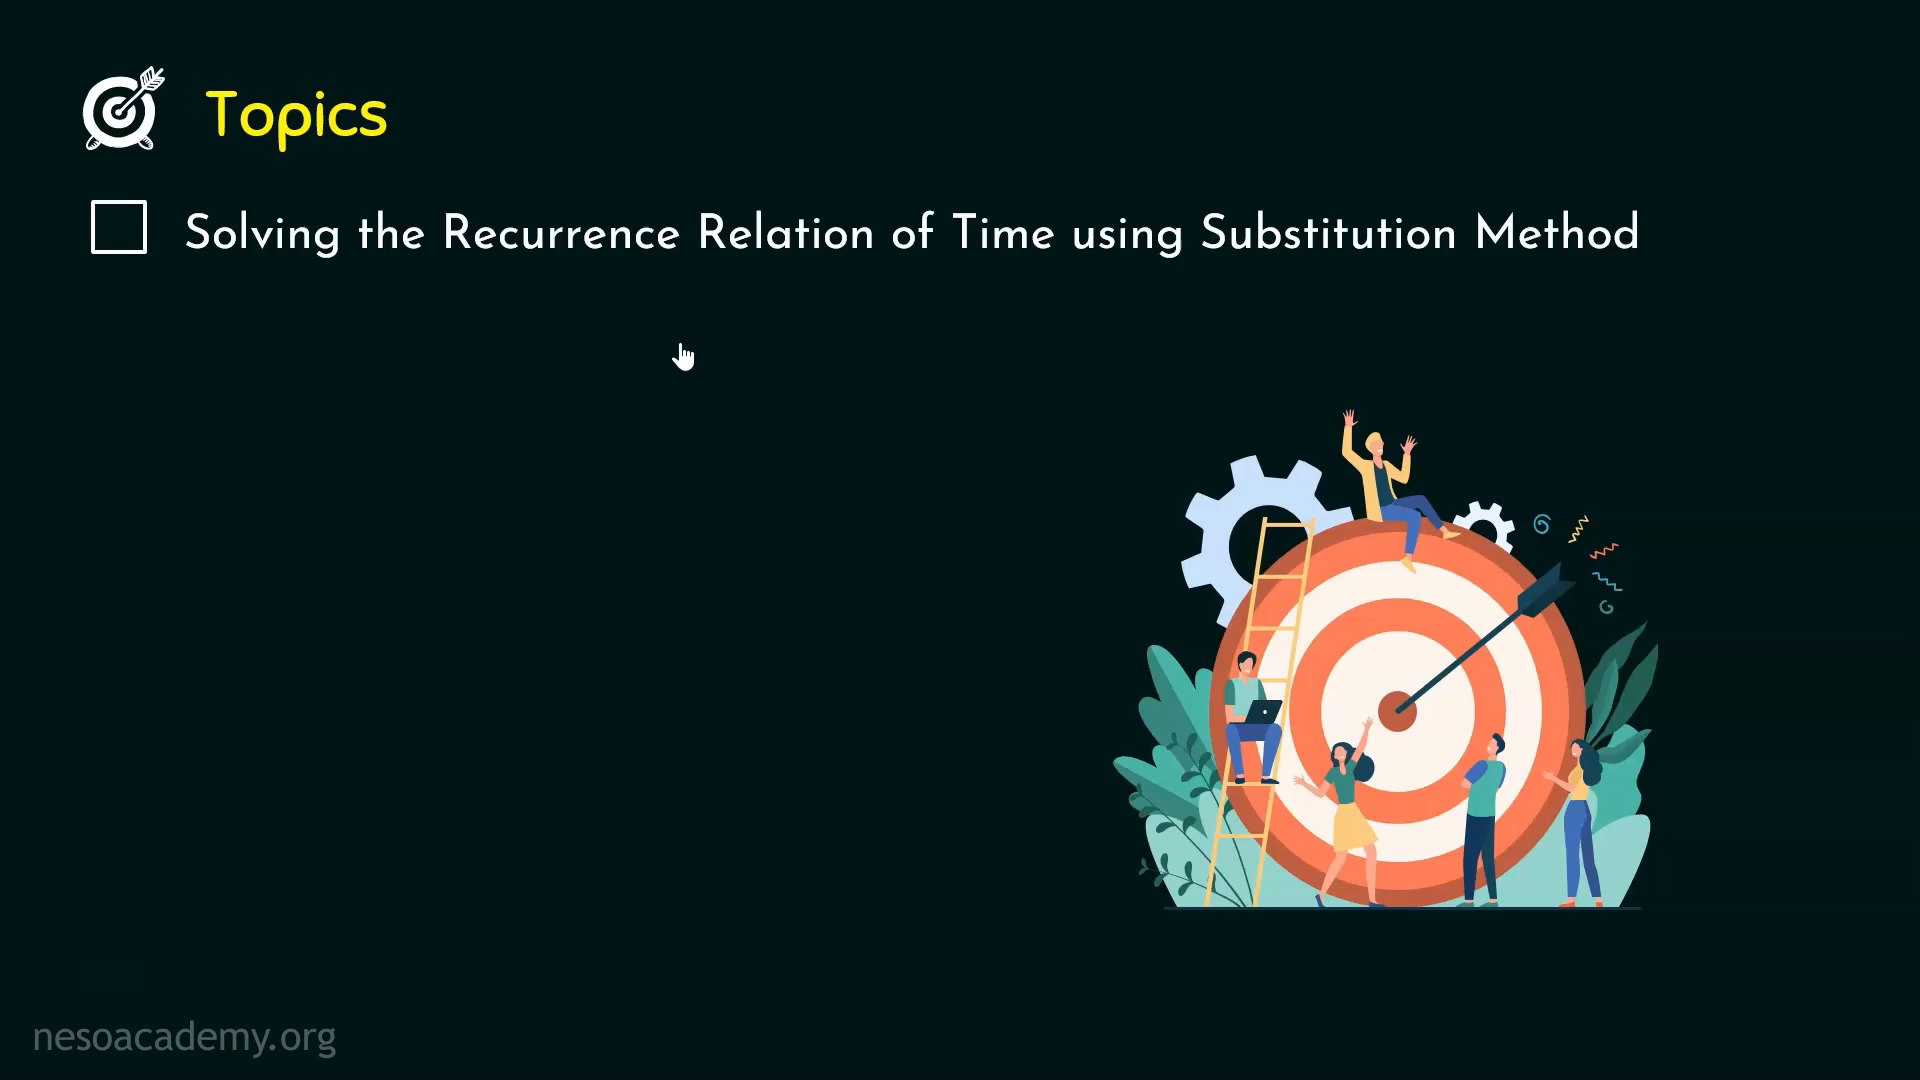 Topics
Solving the Recurrence Relation of Time using Substitution Method
nesoacademy.org